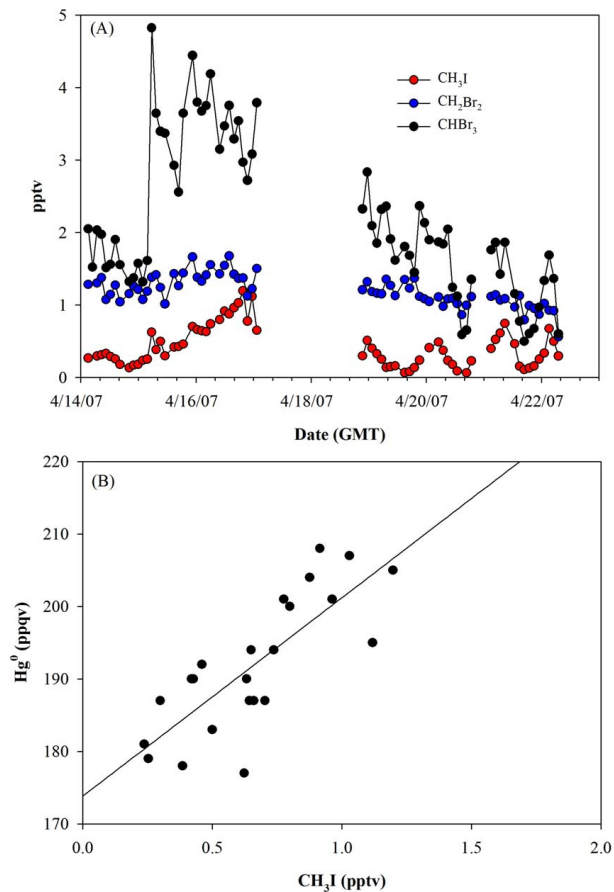 (A)
5
4
3
2
1
0
pptv
CH₃I
CH₂Br₂
CHBr₃
4/14/07 4/16/07 4/18/07 4/20/07 4/22/07
Date (GMT)
(B)
220
210
200
190
180
170
Hg⁰ (ppqv)
0.0 0.5 1.0 1.5 2.0
CH₃I (pptv)